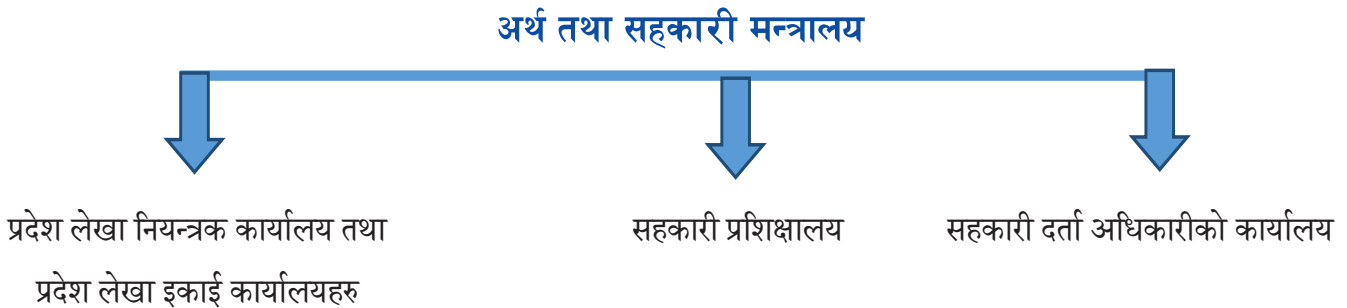 अर्थ तथा सहकारी मन्त्रालय
प्रदेश लेखा नियन्त्रक कार्यालय तथा
प्रदेश लेखा इकाई कार्यालयहरु
सहकारी प्रशिक्षालय
सहकारी दर्ता अधिकारीको कार्यालय